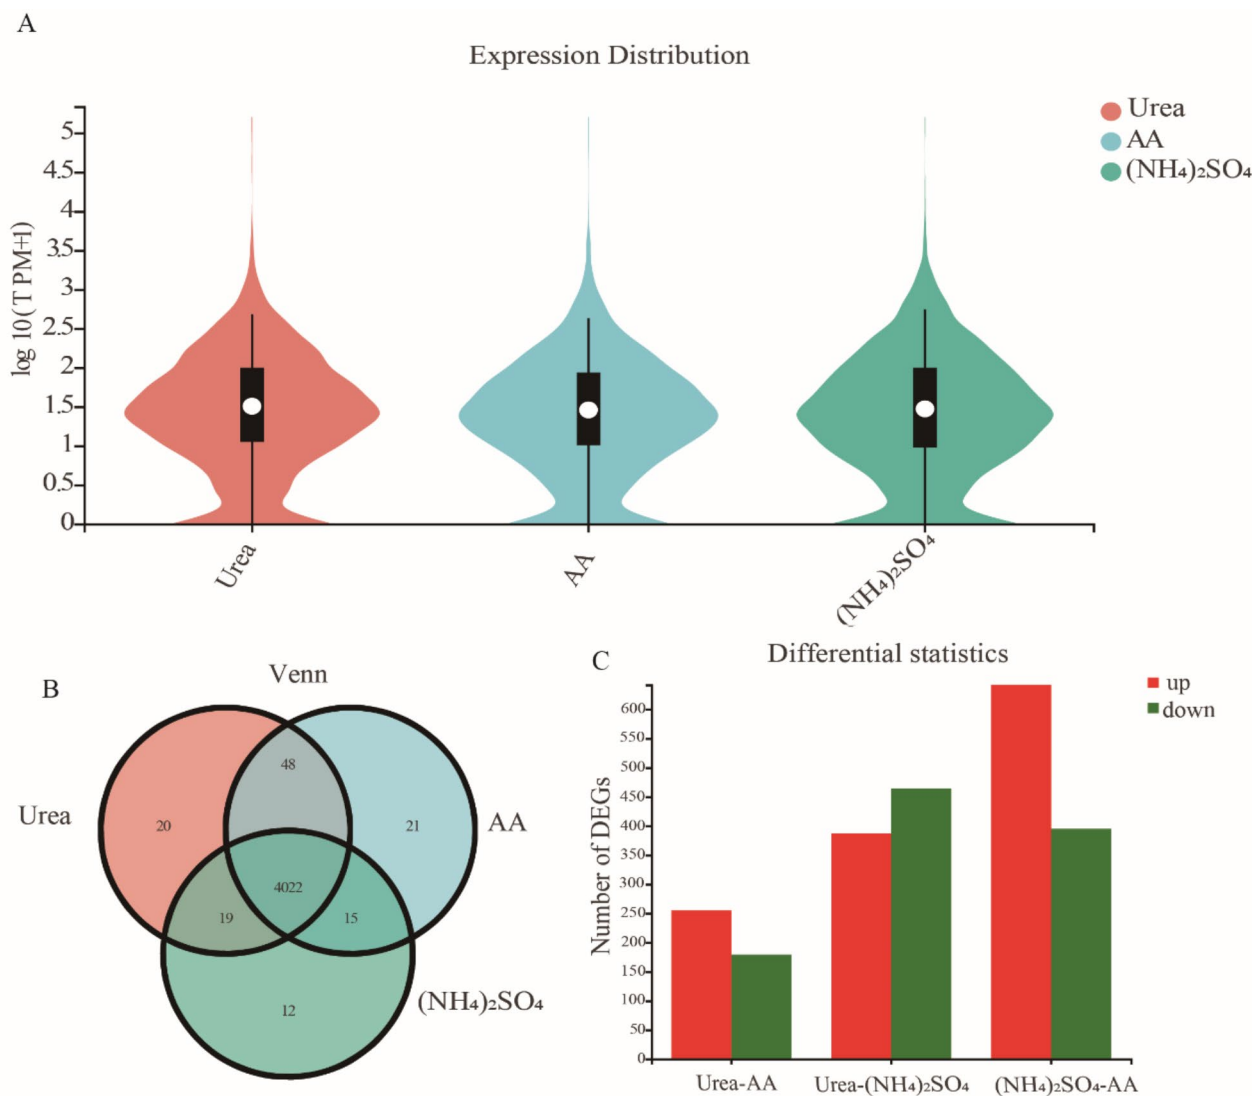 A
Expression Distribution
Urea
AA
(NH₄)₂SO₄
log 10(TPM+1)
5
4.5
4
3.5
3
2.5
2
1.5
1
0.5
0
Urea
AA
(NH₄)₂SO₄
B
Venn
Urea
AA
(NH₄)₂SO₄
48
20
21
4022
19
15
12
C
Differential statistics
up
down
Number of DEGs
600
550
500
450
400
350
300
250
200
150
100
50
0
Urea-AA
Urea-(NH₄)₂SO₄
(NH₄)₂SO₄-AA